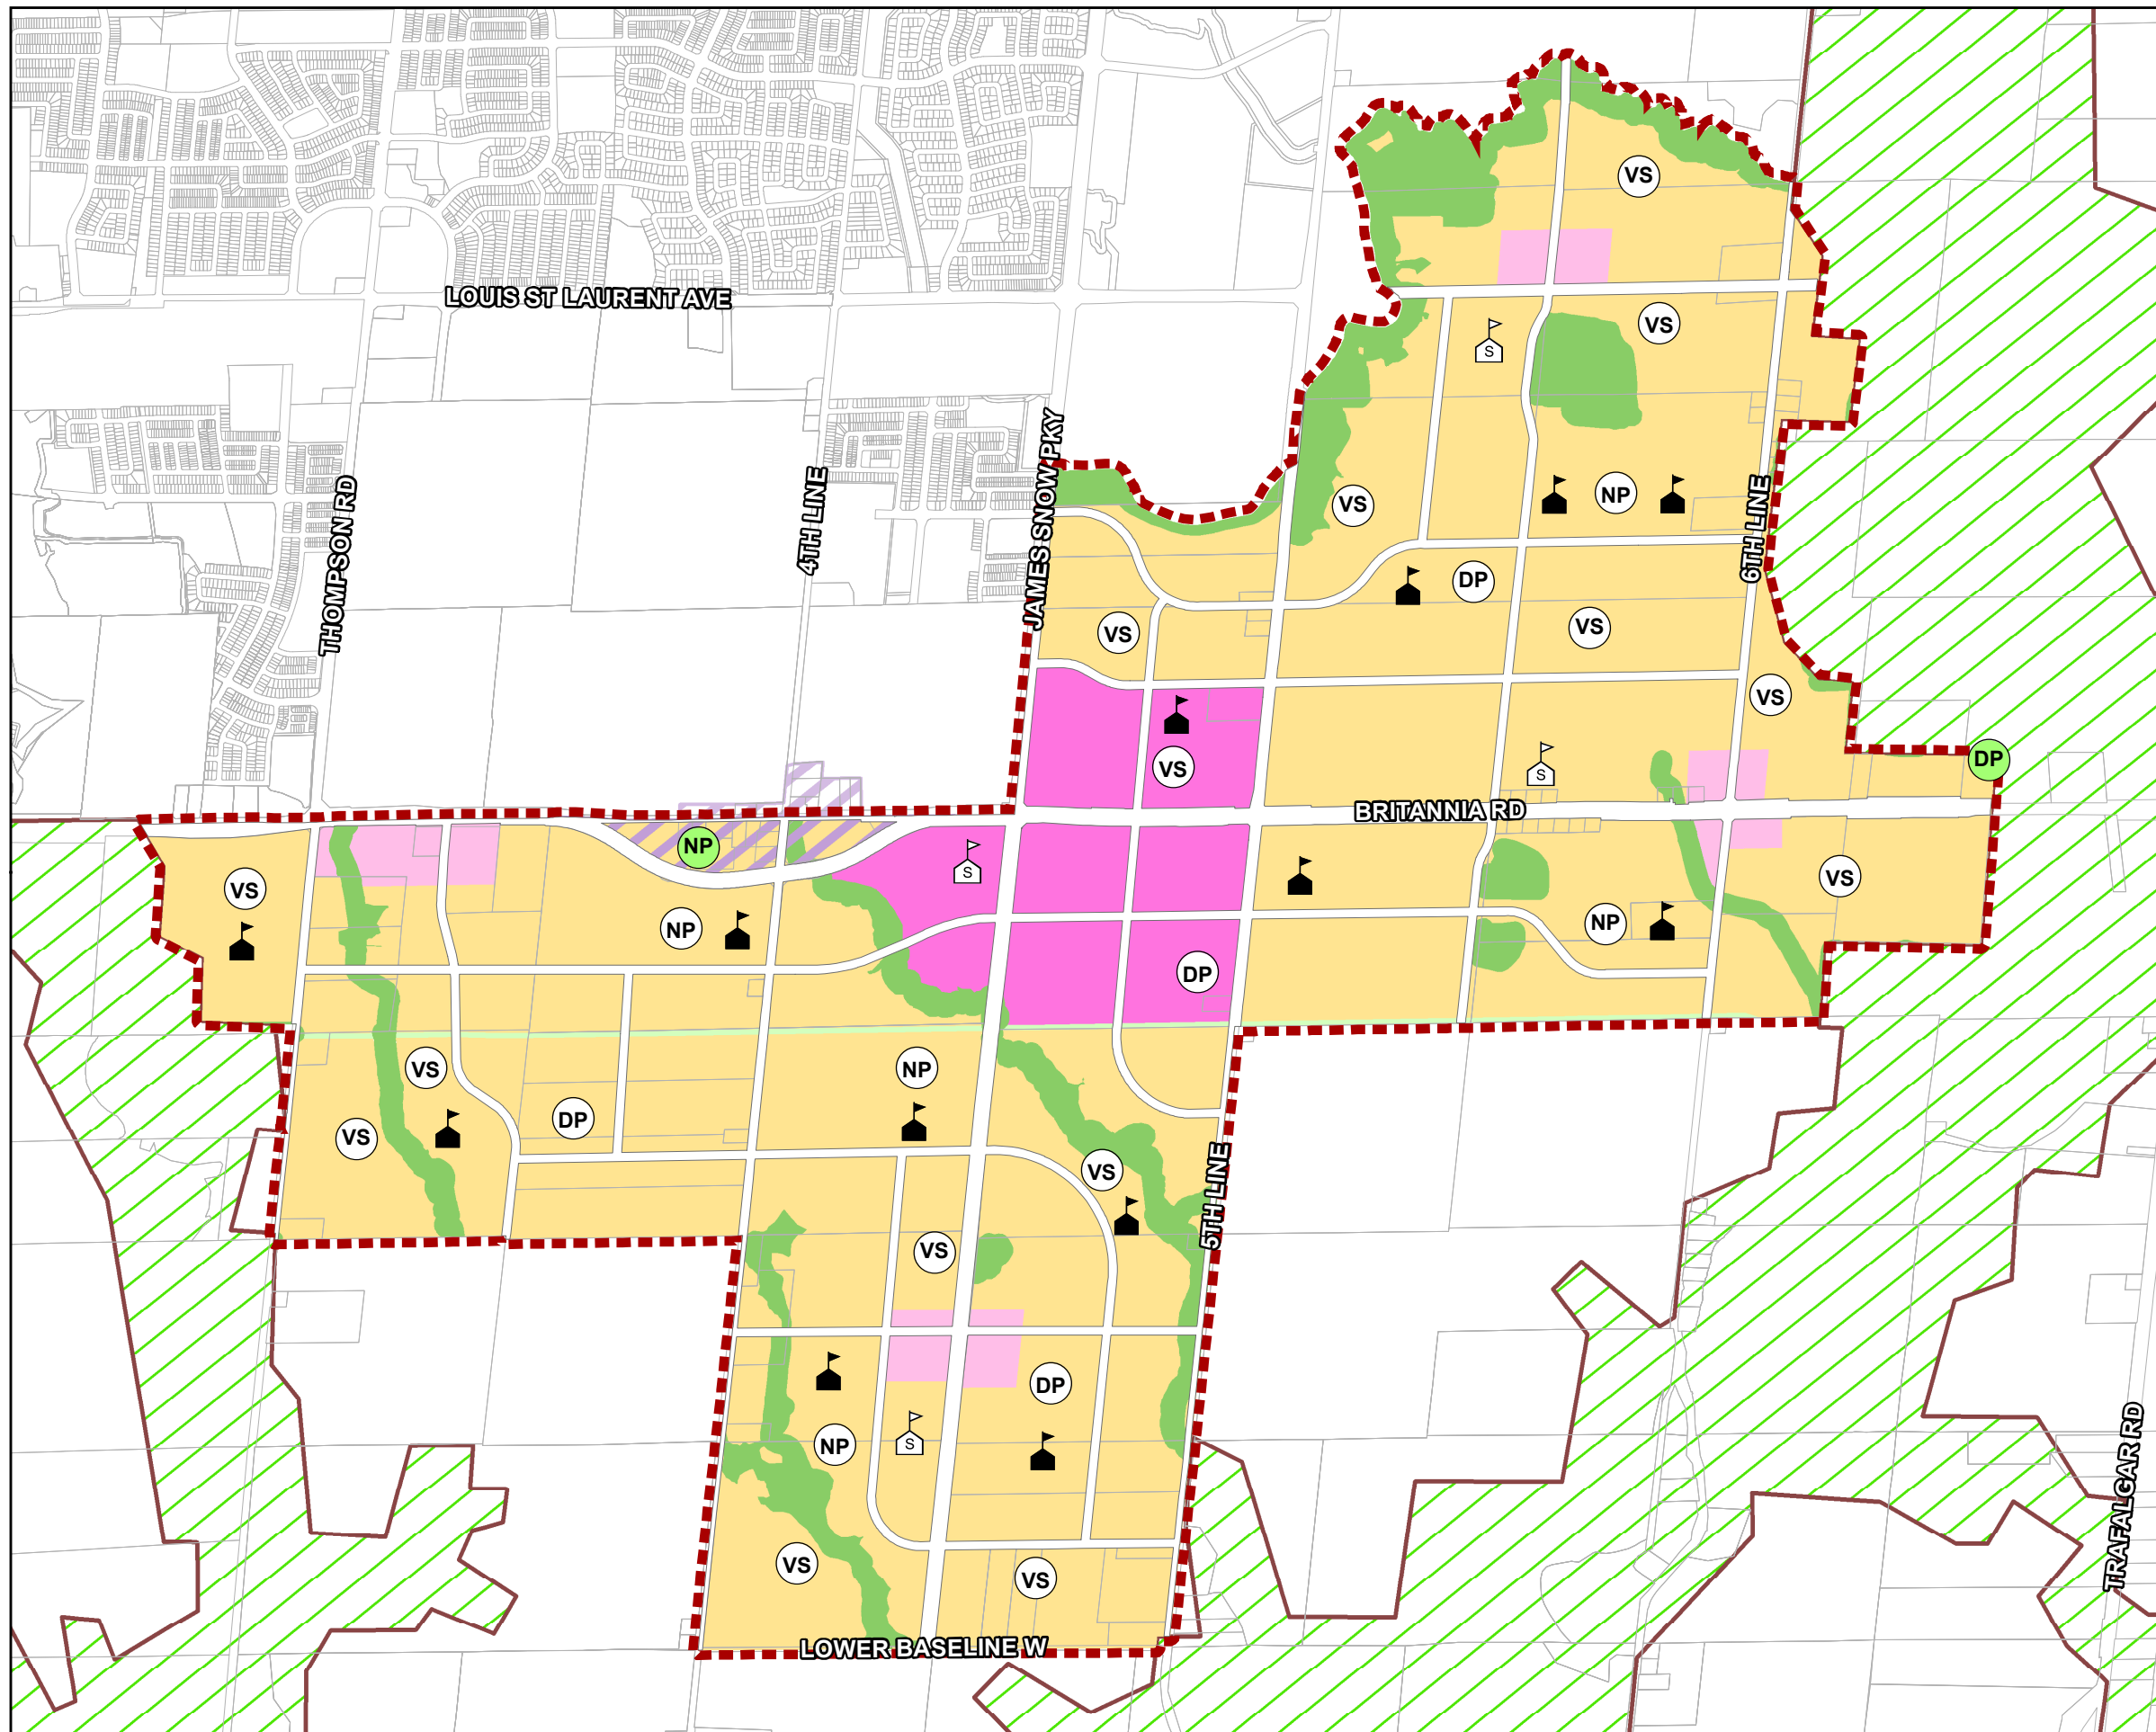 VS
LOUIS ST LAURENT AVE
VS
S
JAMES SNOW PKY
THOMPSON RD
4TH LINE
6TH LINE
VS
NP
DP
VS
VS
VS
VS
S
DP
BRITANNIA RD
NP
S
VS
VS
NP
NP
DP
VS
NP
DP
VS
VS
5TH LINE
VS
DP
NP
S
TRAFALGAR RD
VS
VS
LOWER BASELINE W